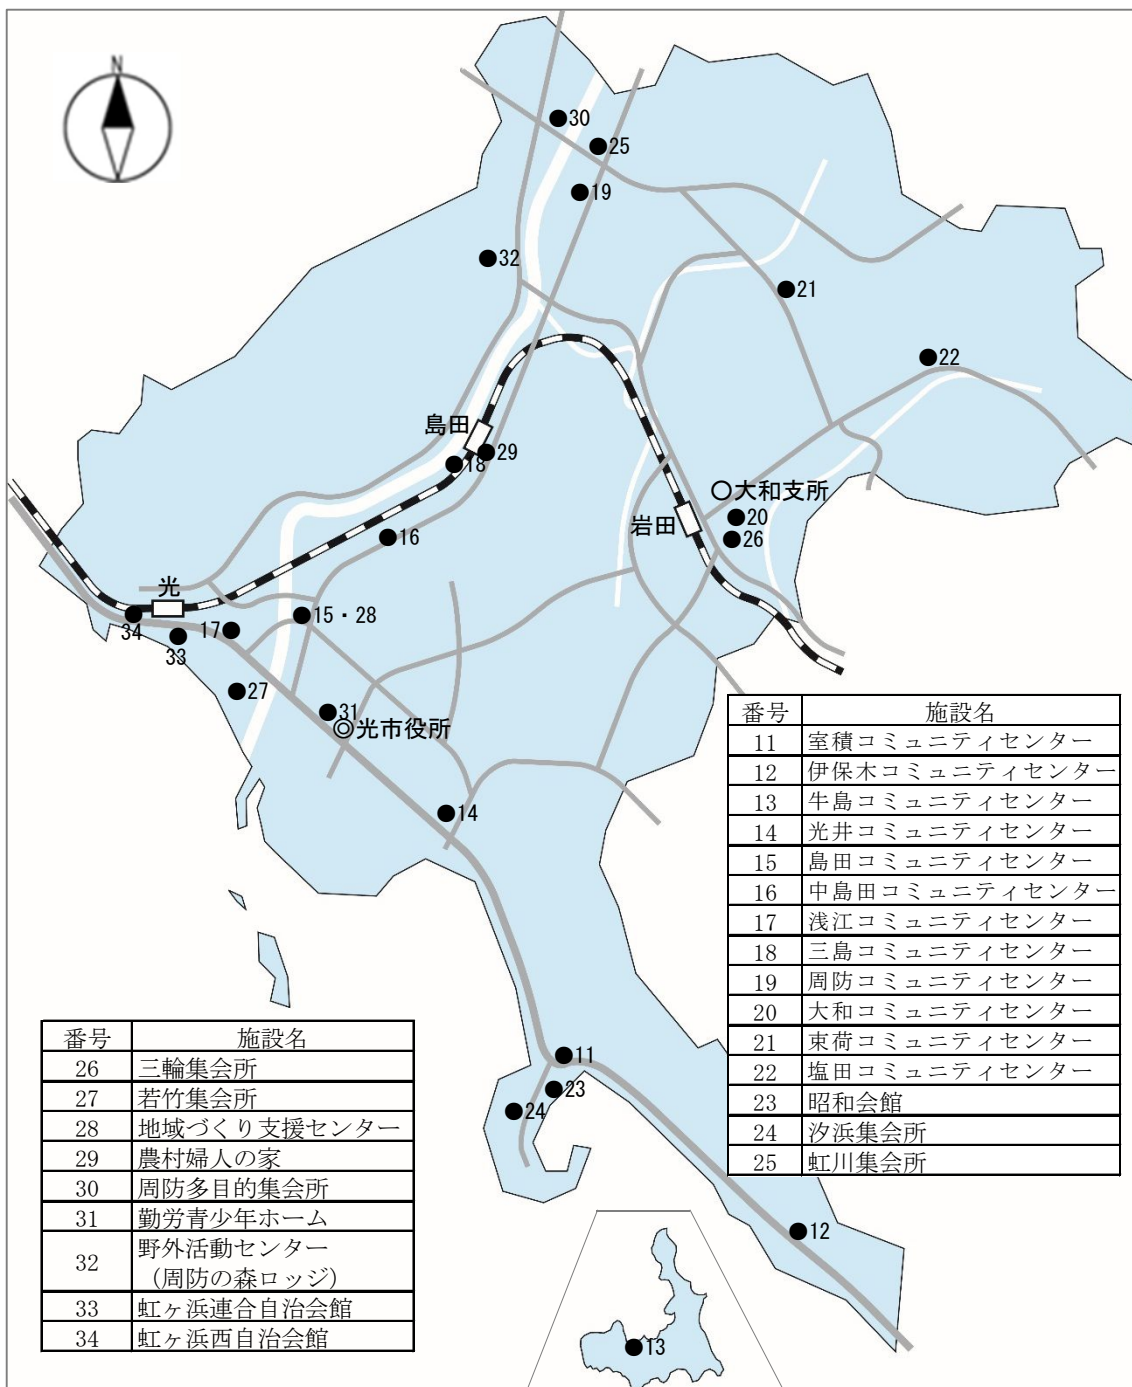 N
30
25
19
32
21
22
島田
29
18
大和支所
20
岩田
26
16
光
34
33
17
15・28
27
31
光市役所
14
11
23
24
12
13
番号 施設名
11 室積コミュニティセンター
12 伊保木コミュニティセンター
13 牛島コミュニティセンター
14 光井コミュニティセンター
15 島田コミュニティセンター
16 中島田コミュニティセンター
17 浅江コミュニティセンター
18 三島コミュニティセンター
19 周防コミュニティセンター
20 大和コミュニティセンター
21 束荷コミュニティセンター
22 塩田コミュニティセンター
23 昭和会館
24 汐浜集会所
25 虹川集会所
番号 施設名
26 三輪集会所
27 若竹集会所
28 地域づくり支援センター
29 農村婦人の家
30 周防多目的集会所
31 勤労青少年ホーム
32 野外活動センター
（周防の森ロッジ）
33 虹ヶ浜連合自治会館
34 虹ヶ浜西自治会館